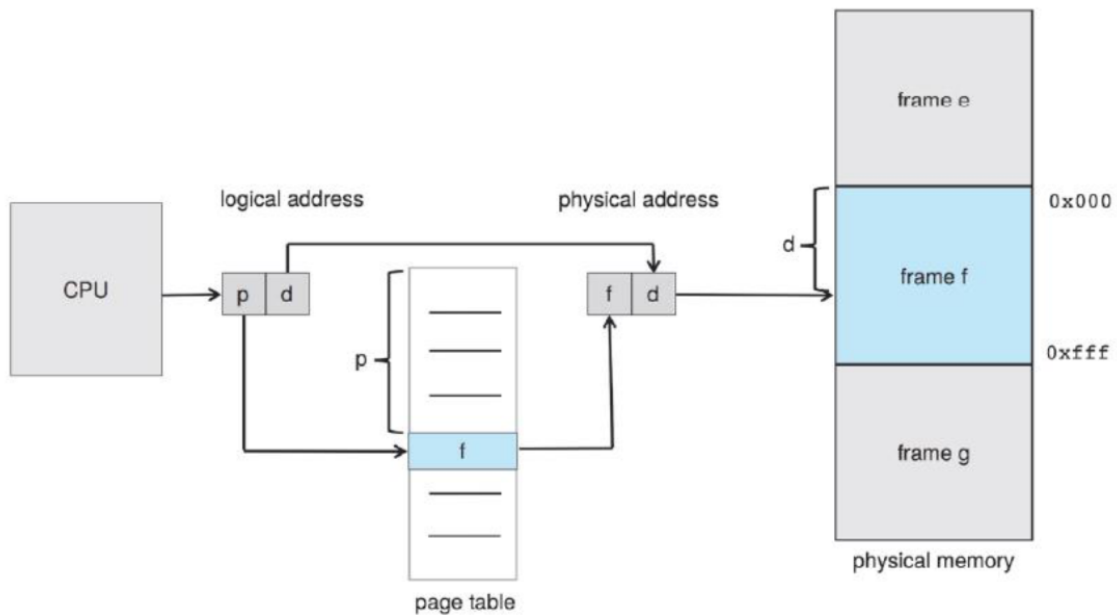 frame e
logical address
physical address
0x000
d
CPU
p d
f d
frame f
p
0xfff
f
frame g
physical memory
page table